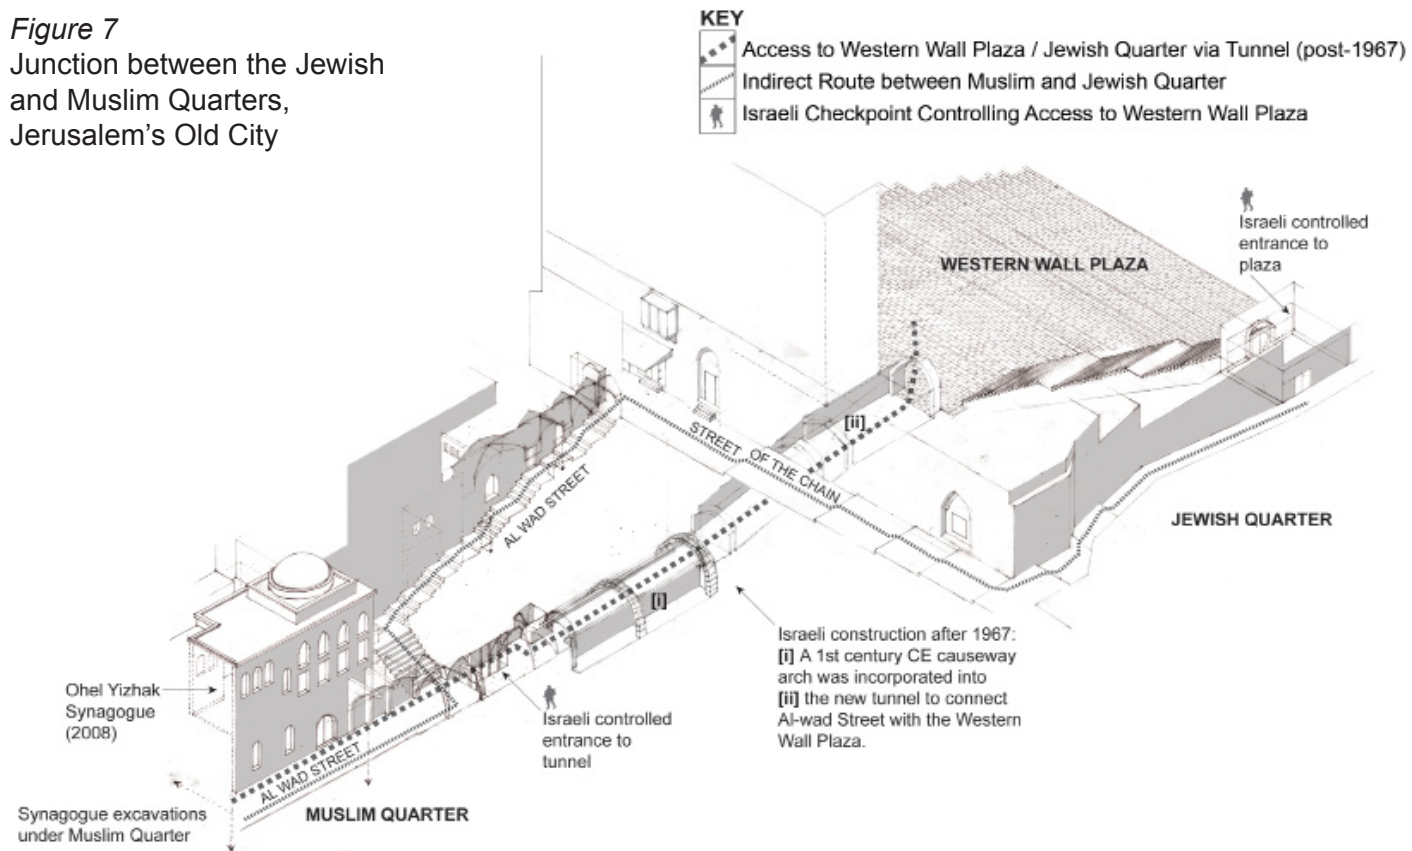 Figure 7
Junction between the Jewish
and Muslim Quarters,
Jerusalem's Old City
KEY
Access to Western Wall Plaza / Jewish Quarter via Tunnel (post-1967)
Indirect Route between Muslim and Jewish Quarter
Israeli Checkpoint Controlling Access to Western Wall Plaza
Israeli controlled
entrance to
plaza
WESTERN WALL PLAZA
[ii]
STREET OF THE CHAIN
AL WAD STREET
JEWISH QUARTER
[i]
Israeli construction after 1967:
[i] A 1st century CE causeway
arch was incorporated into
[ii] the new tunnel to connect
Al-wad Street with the Western
Wall Plaza.
Ohel Yizhak
Synagogue
(2008)
Israeli controlled
entrance to
tunnel
AL WAD STREET
MUSLIM QUARTER
Synagogue excavations
under Muslim Quarter